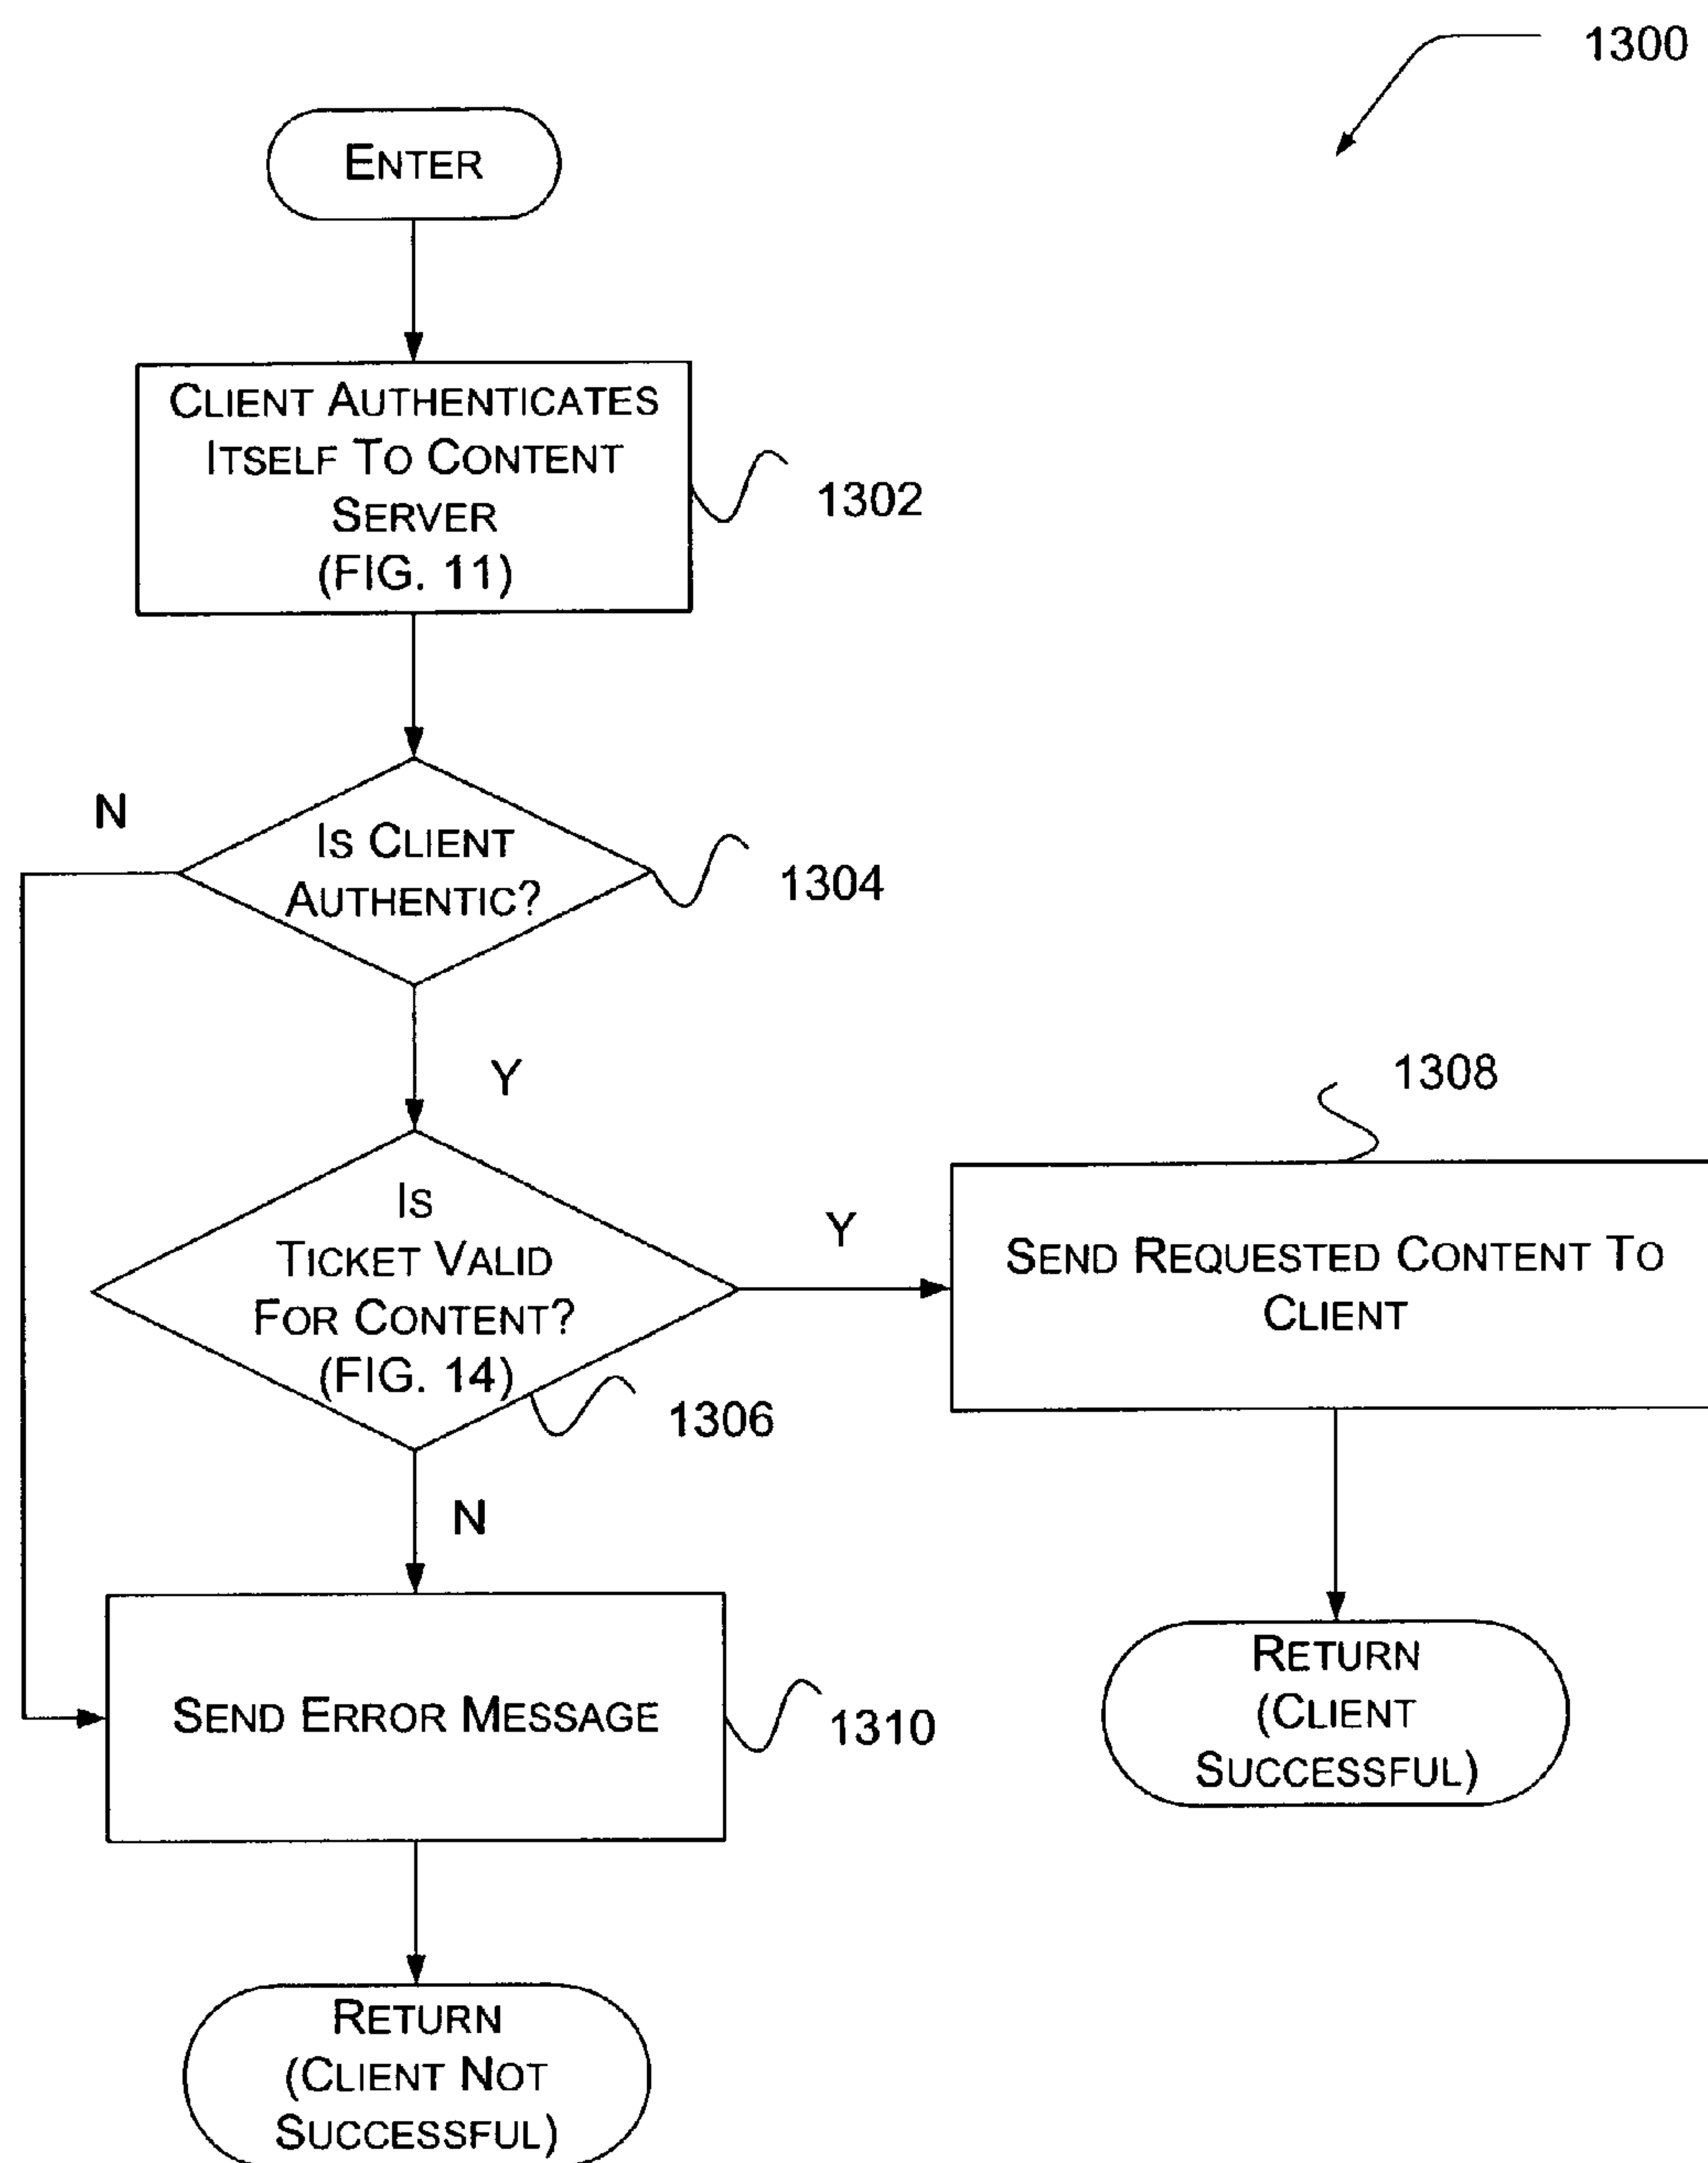 1300
ENTER
CLIENT AUTHENTICATES
ITSELF TO CONTENT
SERVER
(FIG. 11)
1302
N
IS CLIENT
AUTHENTIC?
1304
Y
1308
IS
TICKET VALID
FOR CONTENT?
(FIG. 14)
1306
Y
SEND REQUESTED CONTENT TO
CLIENT
N
SEND ERROR MESSAGE
1310
RETURN
(CLIENT
SUCCESSFUL)
RETURN
(CLIENT NOT
SUCCESSFUL)